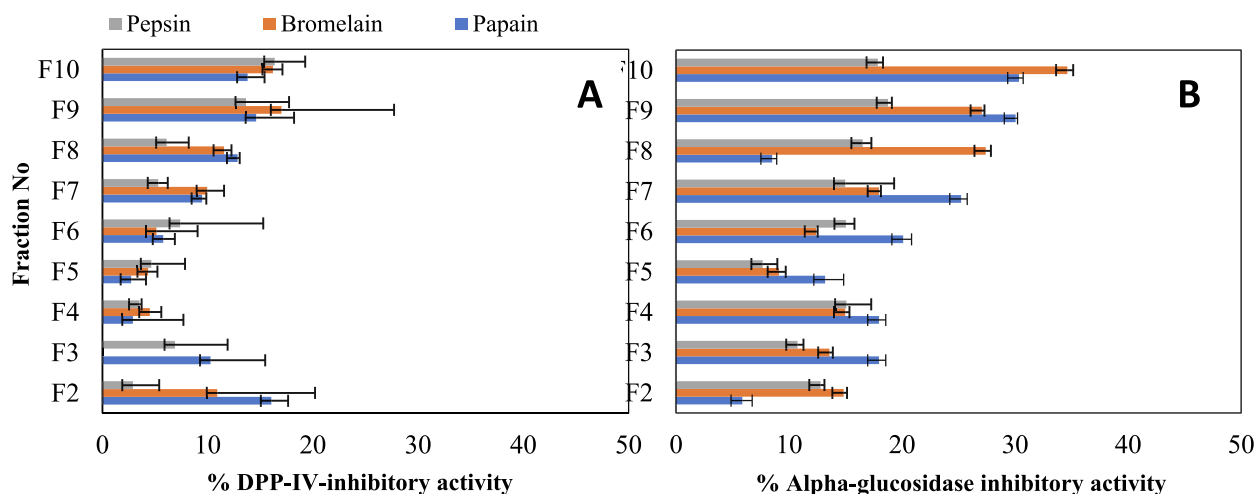 Pepsin Bromelain Papain
A
B
Fraction No
F10
F9
F8
F7
F6
F5
F4
F3
F2
F10
F9
F8
F7
F6
F5
F4
F3
F2
0 10 20 30 40 50
0 10 20 30 40 50
% DPP-IV-inhibitory activity
% Alpha-glucosidase inhibitory activity